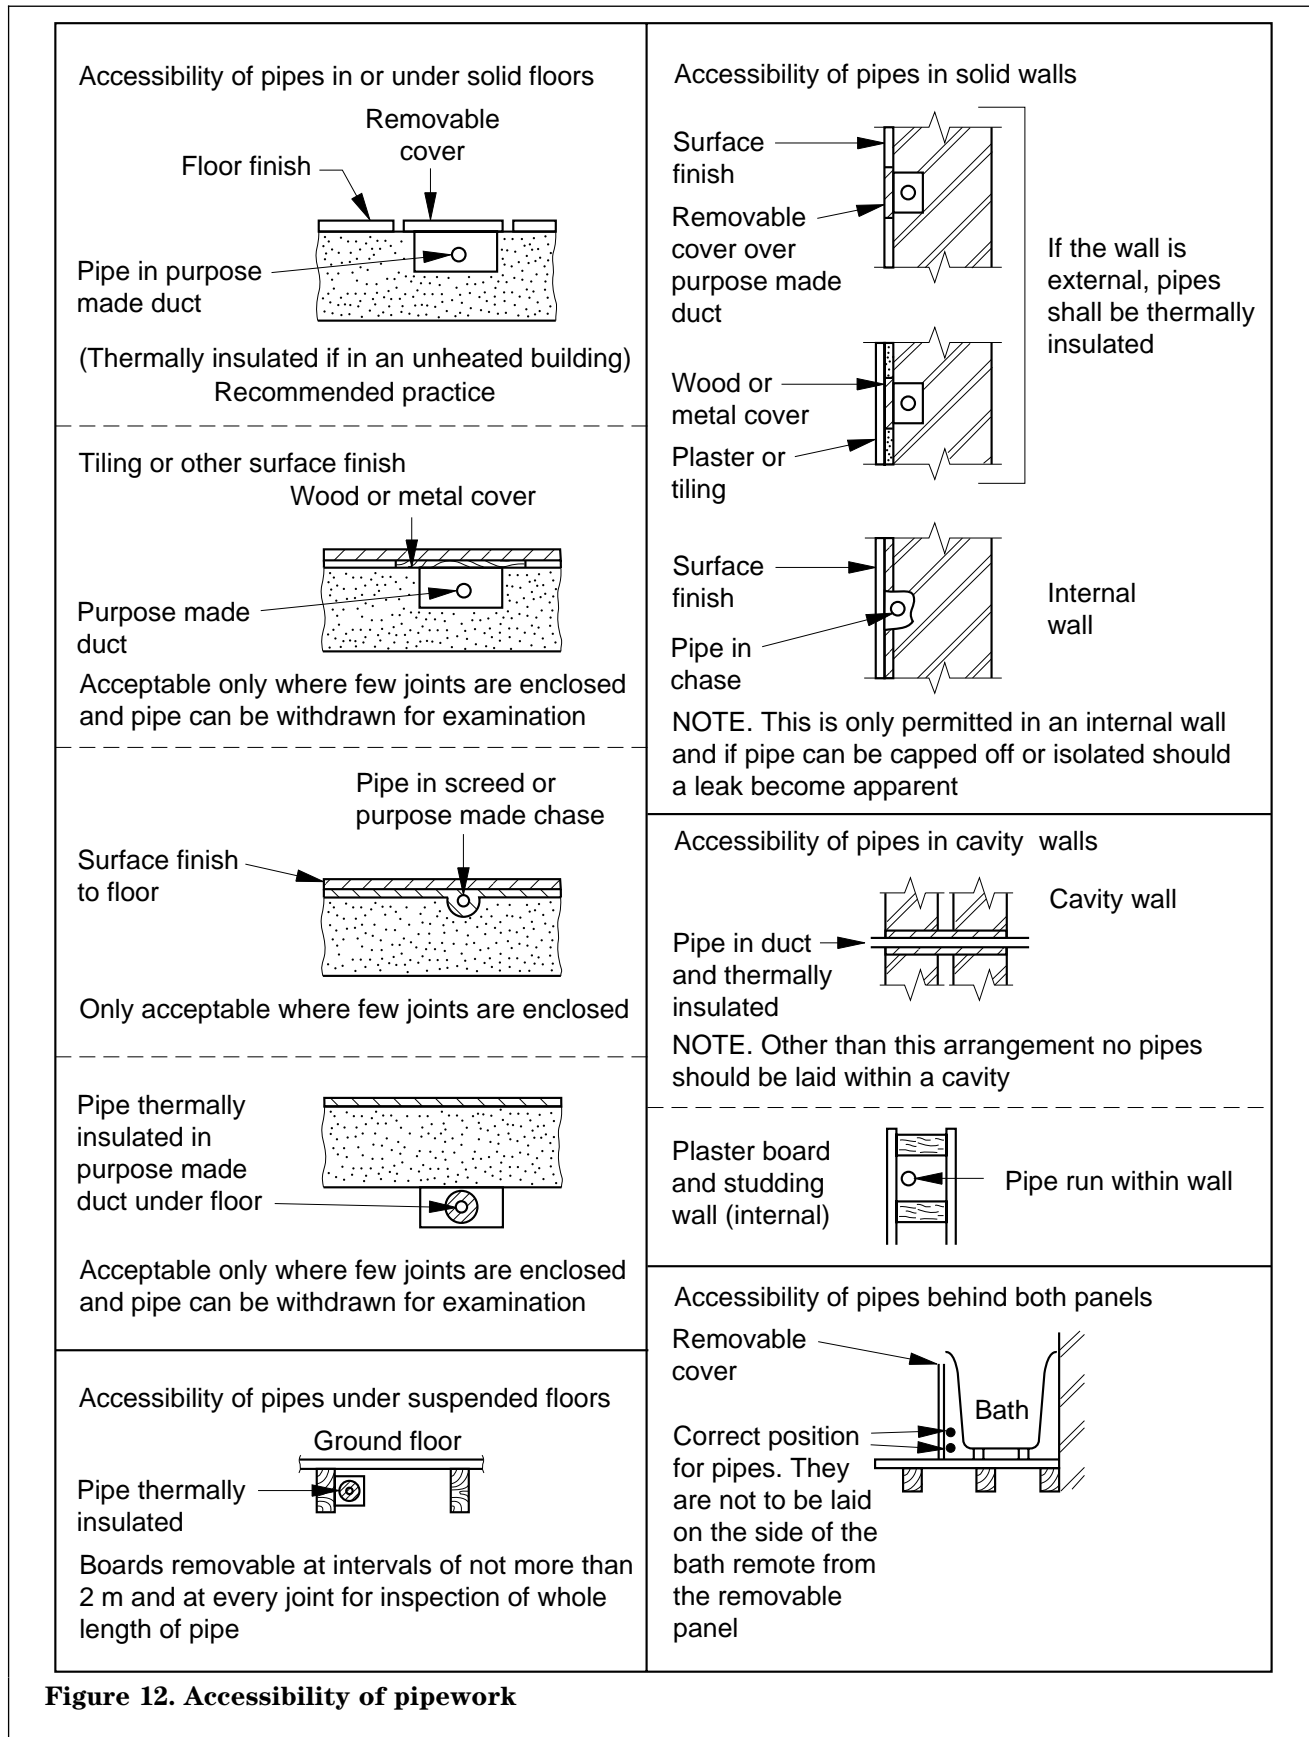 Accessibility of pipes in or under solid floors
Removable
cover
Floor finish
Pipe in purpose
made duct
(Thermally insulated if in an unheated building)
Recommended practice
Tiling or other surface finish
Wood or metal cover
Purpose made
duct
Acceptable only where few joints are enclosed
and pipe can be withdrawn for examination
Pipe in screed or
purpose made chase
Surface finish
to floor
Only acceptable where few joints are enclosed
Pipe thermally
insulated in
purpose made
duct under floor
Acceptable only where few joints are enclosed
and pipe can be withdrawn for examination
Accessibility of pipes under suspended floors
Ground floor
Pipe thermally
insulated
Boards removable at intervals of not more than
2 m and at every joint for inspection of whole
length of pipe
Accessibility of pipes in solid walls
Surface
finish
Removable
cover over
purpose made
duct
If the wall is
external, pipes
shall be thermally
insulated
Wood or
metal cover
Plaster or
tiling
Surface
finish
Pipe in
chase
Internal
wall
NOTE. This is only permitted in an internal wall
and if pipe can be capped off or isolated should
a leak become apparent
Accessibility of pipes in cavity walls
Cavity wall
Pipe in duct
and thermally
insulated
NOTE. Other than this arrangement no pipes
should be laid within a cavity
Plaster board
and studding
wall (internal)
Pipe run within wall
Accessibility of pipes behind both panels
Removable
cover
Bath
Correct position
for pipes. They
are not to be laid
on the side of the
bath remote from
the removable
panel
Figure 12. Accessibility of pipework